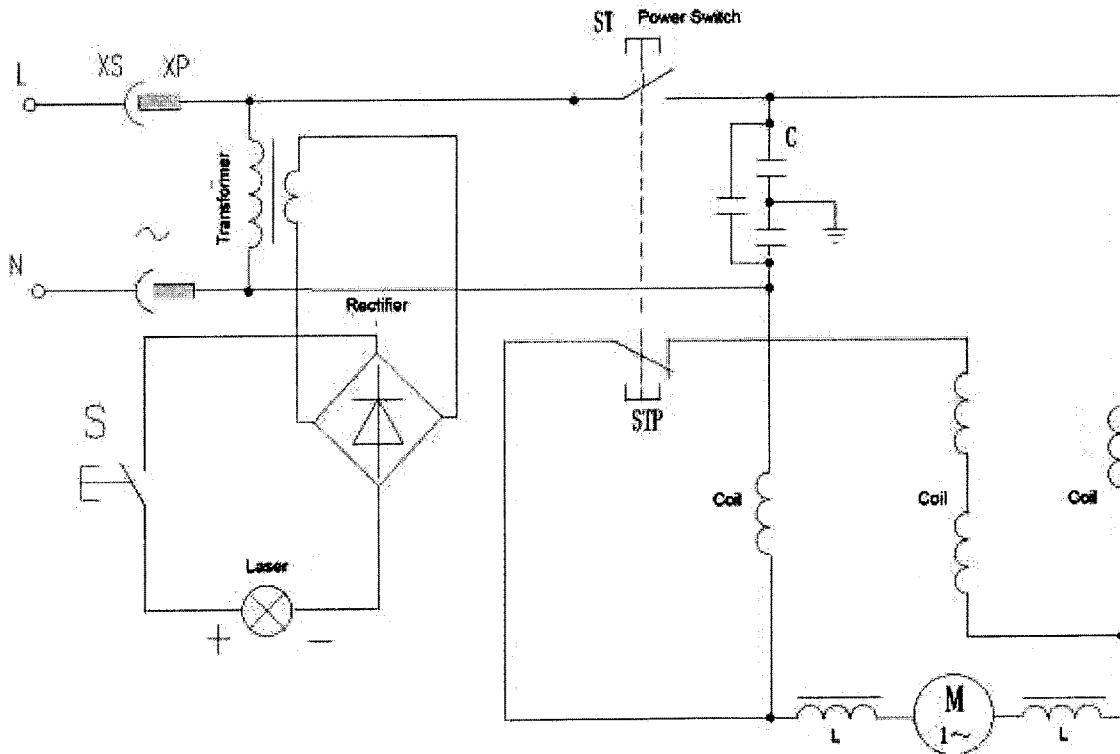 ST Power Switch
L XS XP
C
Transformer
~
N
Rectifier
S
STP
Coil Coil Coil
Laser
+ −
L M 1~ L